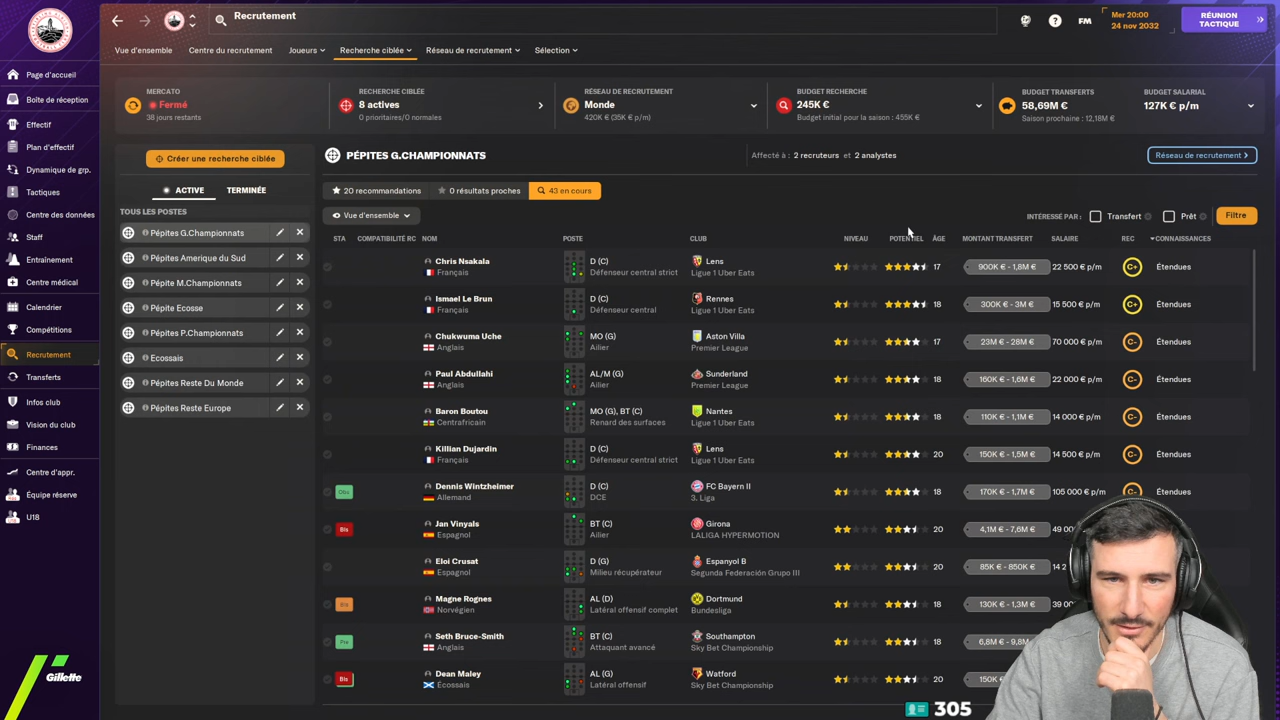 Recrutement
FM
Mer 20:00
24 nov 2032
RÉUNION
TACTIQUE
Vue d'ensemble
Centre du recrutement
Joueurs
Recherche ciblée
Réseau de recrutement
Sélection
Page d'accueil
Boîte de réception
Effectif
Plan d'effectif
Dynamique de grp.
Tactiques
Centre des données
Staff
Entraînement
Centre médical
Calendrier
Compétitions
Recrutement
Transferts
Infos club
Vision du club
Finances
Centre d'appr.
Équipe réserve
U18
Gillette
MERCATO
Fermé
38 jours restants
RECHERCHE CIBLÉE
8 actives
0 prioritaires/0 normales
RÉSEAU DE RECRUTEMENT
Monde
420K € (35K € p/m)
BUDGET RECHERCHE
245K €
Budget initial pour la saison : 455K €
BUDGET TRANSFERTS
58,69M €
Saison prochaine : 12,18M €
BUDGET SALARIAL
127K € p/m
Créer une recherche ciblée
ACTIVE
TERMINÉE
TOUS LES POSTES
Pépites G.Championnats
Pépites Amerique du Sud
Pépite M.Championnats
Pépite Ecosse
Pépites P.Championnats
Ecossais
Pépites Reste Du Monde
Pépites Reste Europe
PÉPITES G.CHAMPIONNATS
Affecté à : 2 recruteurs et 2 analystes
Réseau de recrutement
20 recommandations
0 résultats proches
43 en cours
Vue d'ensemble
INTÉRESSÉ PAR :
Transfert
Prêt
Filtre
STA COMPATIBILITÉ RC NOM POSTE CLUB NIVEAU POTENTIEL ÂGE MONTANT TRANSFERT SALAIRE REC CONNAISSANCES
Chris Nsakala D (C) Lens 17 900K € - 1,8M € 22 500 € p/m C+ Étendues
Français Défenseur central strict Ligue 1 Uber Eats
Ismael Le Brun D (C) Rennes 18 300K € - 3M € 15 500 € p/m C+ Étendues
Français Défenseur central Ligue 1 Uber Eats
Chukwuma Uche MO (G) Aston Villa 17 23M € - 28M € 70 000 € p/m C- Étendues
Anglais Ailier Premier League
Paul Abdullahi AL/M (G) Sunderland 18 160K € - 1,6M € 22 000 € p/m C- Étendues
Anglais Ailier Premier League
Baron Boutou MO (G), BT (C) Nantes 18 110K € - 1,1M € 14 000 € p/m C- Étendues
Centrafricain Renard des surfaces Ligue 1 Uber Eats
Killian Dujardin D (C) Lens 20 150K € - 1,5M € 14 500 € p/m C- Étendues
Français Défenseur central strict Ligue 1 Uber Eats
Obs Dennis Wintzheimer D (C) FC Bayern II 18 170K € - 1,7M € 105 000 € p/m C- Étendues
Allemand DCE 3. Liga
Bls Jan Vinyals BT (C) Girona 20 4,1M € - 7,6M € 49 00
Espagnol Ailier LALIGA HYPERMOTION
Eloi Crusat D (G) Espanyol B 20 85K € - 850K € 14 2
Espagnol Milieu récupérateur Segunda Federación Grupo III
Bls Magne Rognes AL (D) Dortmund 18 130K € - 1,3M € 39 0
Norvégien Latéral offensif complet Bundesliga
Pie Seth Bruce-Smith BT (C) Southampton 18 6,8M € - 9,8M
Anglais Attaquant avancé Sky Bet Championship
Bls Dean Maley AL (G) Watford 20 150K €
Écossais Latéral offensif Sky Bet Championship
305